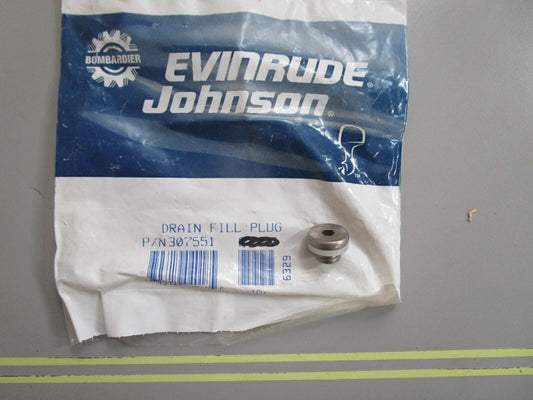 BOMBARDIER
EVINRUDE®
Johnson®
DRAIN FILL PLUG
P/N307551
6329